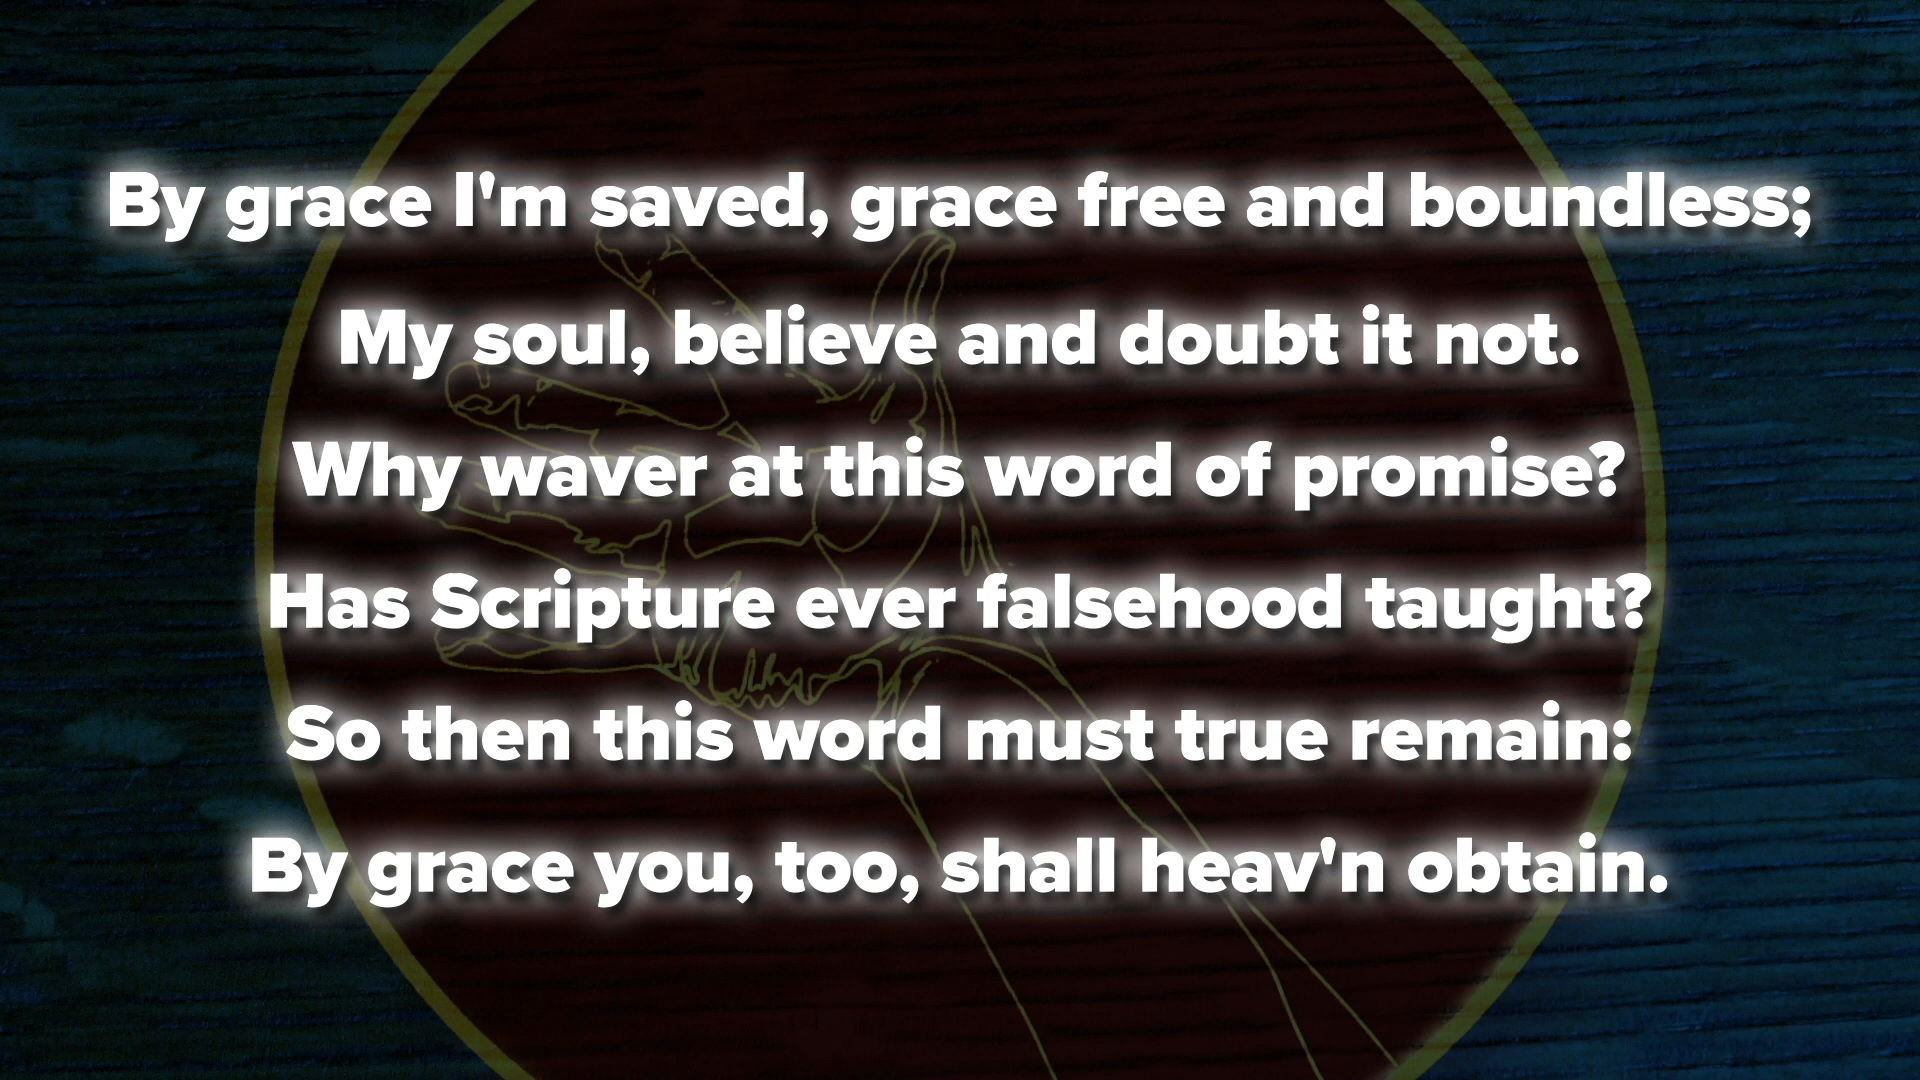 By grace I'm saved, grace free and boundless;
My soul, believe and doubt it not.
Why waver at this word of promise?
Has Scripture ever falsehood taught?
So then this word must true remain:
By grace you, too, shall heav'n obtain.